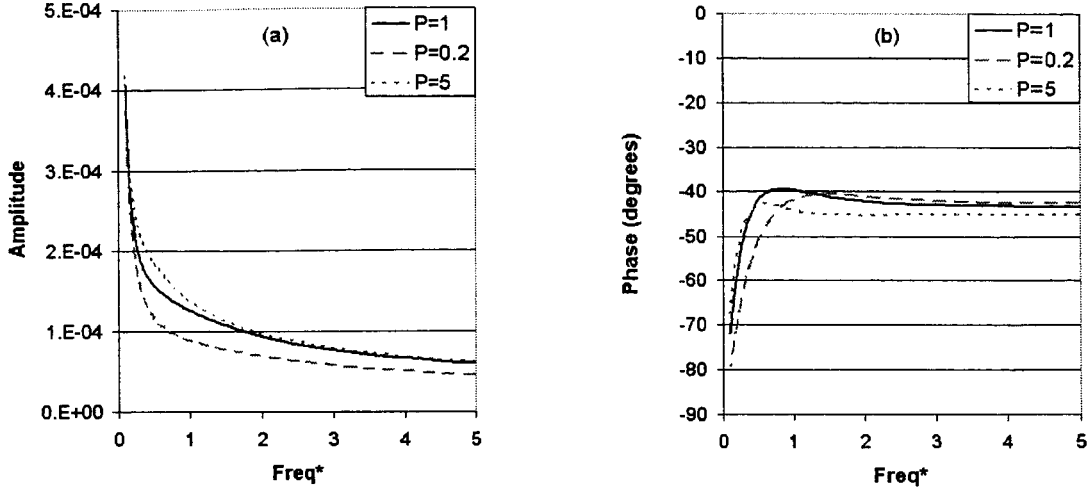 5.E-04
4.E-04
3.E-04
2.E-04
1.E-04
0.E+00
Amplitude
(a)
P=1
P=0.2
P=5
0 1 2 3 4 5
Freq*
0
-10
-20
-30
-40
-50
-60
-70
-80
-90
Phase (degrees)
(b)
P=1
P=0.2
P=5
0 1 2 3 4 5
Freq*